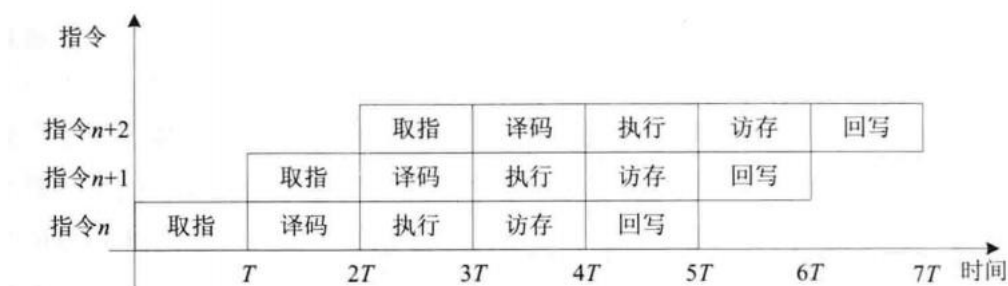 指令
指令n+2 取指 译码 执行 访存 回写
指令n+1 取指 译码 执行 访存 回写
指令n 取指 译码 执行 访存 回写
T 2T 3T 4T 5T 6T 7T 时间